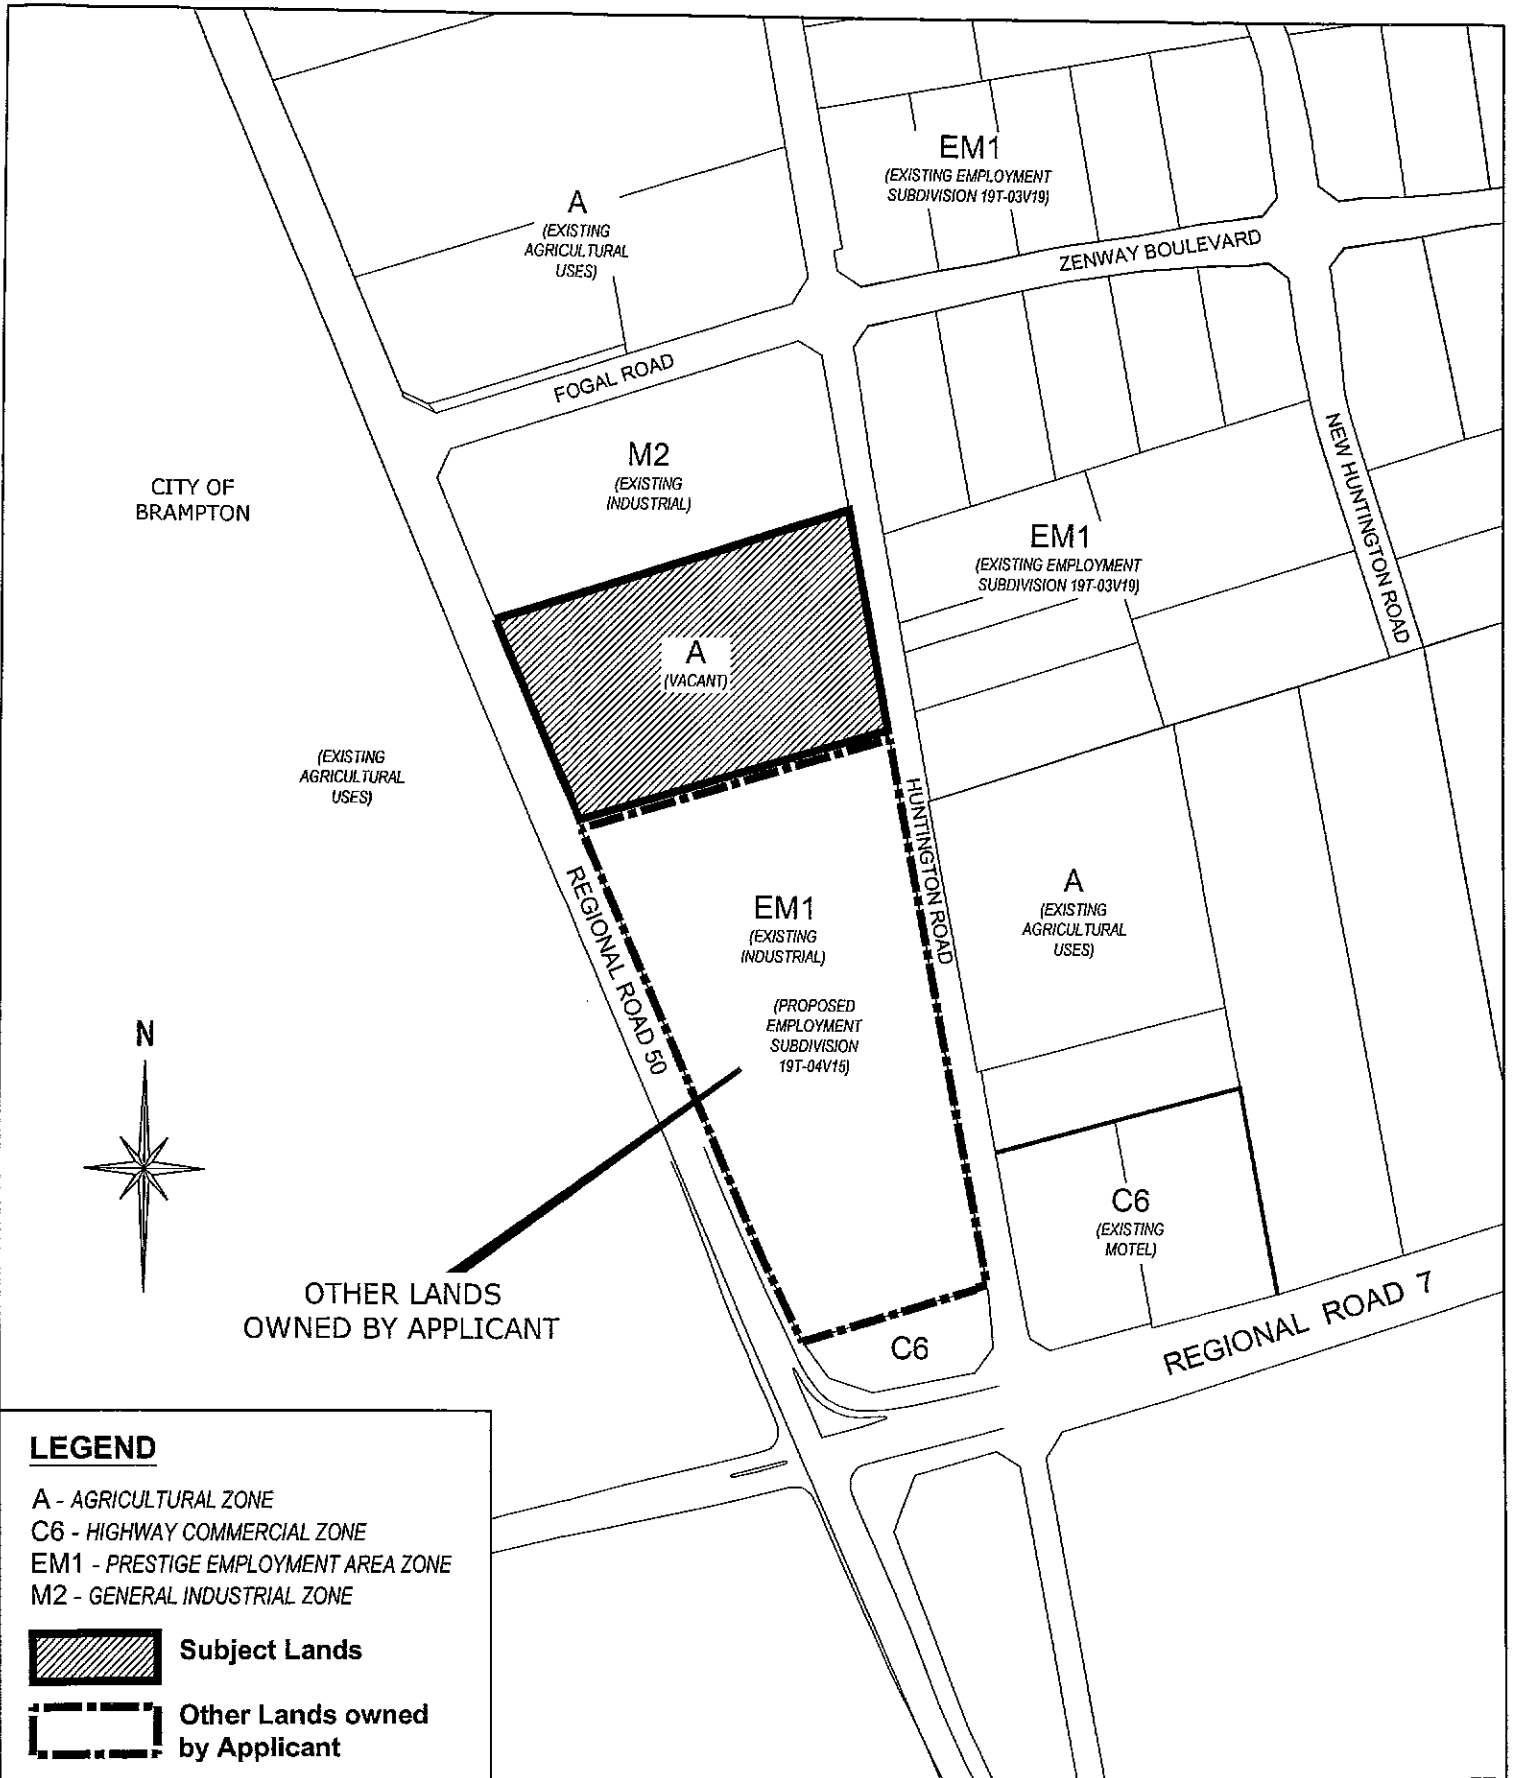 EM1
(EXISTING EMPLOYMENT
SUBDIVISION 19T-03V19)
A
(EXISTING
AGRICULTURAL
USES)
ZENWAY BOULEVARD
FOGAL ROAD
M2
(EXISTING
INDUSTRIAL)
CITY OF
BRAMPTON
NEW HUNTINGTON ROAD
EM1
(EXISTING EMPLOYMENT
SUBDIVISION 19T-03V19)
A
(VACANT)
(EXISTING
AGRICULTURAL
USES)
HUNTINGTON ROAD
REGIONAL ROAD 50
EM1
(EXISTING
INDUSTRIAL)
(PROPOSED
EMPLOYMENT
SUBDIVISION
19T-04V15)
A
(EXISTING
AGRICULTURAL
USES)
N
C6
(EXISTING
MOTEL)
OTHER LANDS
OWNED BY APPLICANT
C6
REGIONAL ROAD 7
LEGEND
A - AGRICULTURAL ZONE
C6 - HIGHWAY COMMERCIAL ZONE
EM1 - PRESTIGE EMPLOYMENT AREA ZONE
M2 - GENERAL INDUSTRIAL ZONE
Subject Lands
Other Lands owned
by Applicant